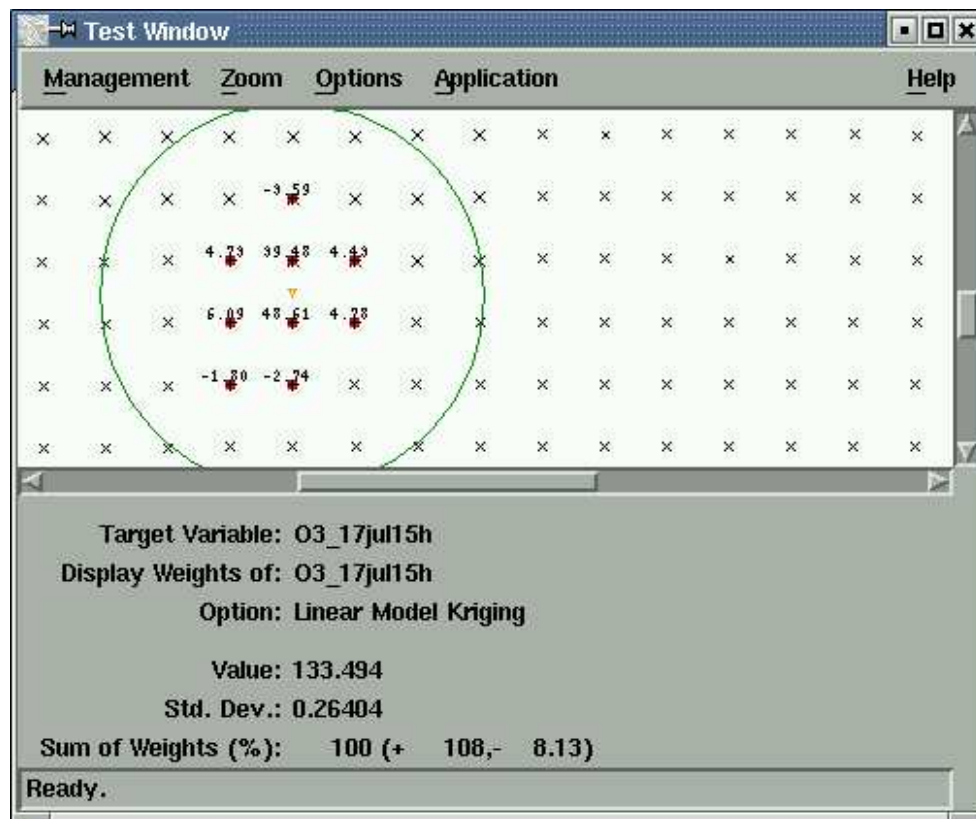 Test Window
Management Zoom Options Application Help
-3.59
4.73 39.48 4.43
6.09 48.61 4.78
-1.80 -2.74
Target Variable: O3_17jul15h
Display Weights of: O3_17jul15h
Option: Linear Model Kriging
Value: 133.494
Std. Dev.: 0.26404
Sum of Weights (%): 100 (+ 108,- 8.13)
Ready.